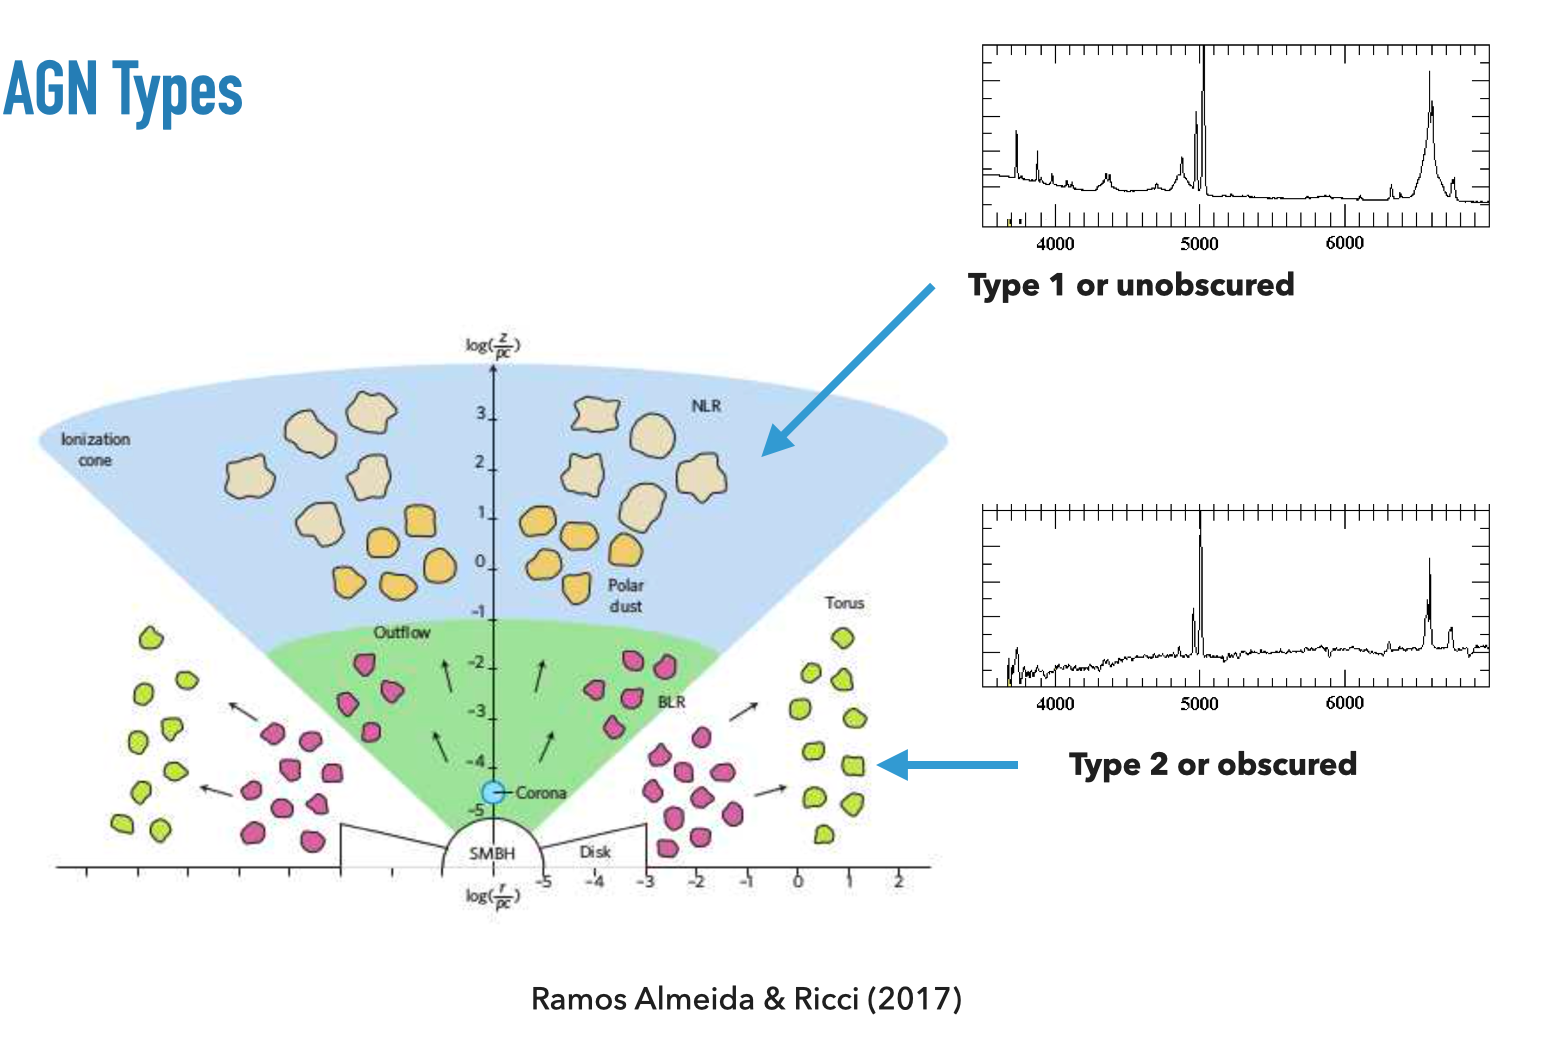 AGN Types
4000 5000 6000
Type 1 or unobscured
log(z/pc)
3
NLR
Ionization
cone
2
1
0
Polar
dust
-1
Torus
Outflow
-2
BLR
-3
-4
Corona
-5
SMBH
Disk
-5 -4 -3 -2 -1 0 1 2
log(r/pc)
4000 5000 6000
Type 2 or obscured
Ramos Almeida & Ricci (2017)